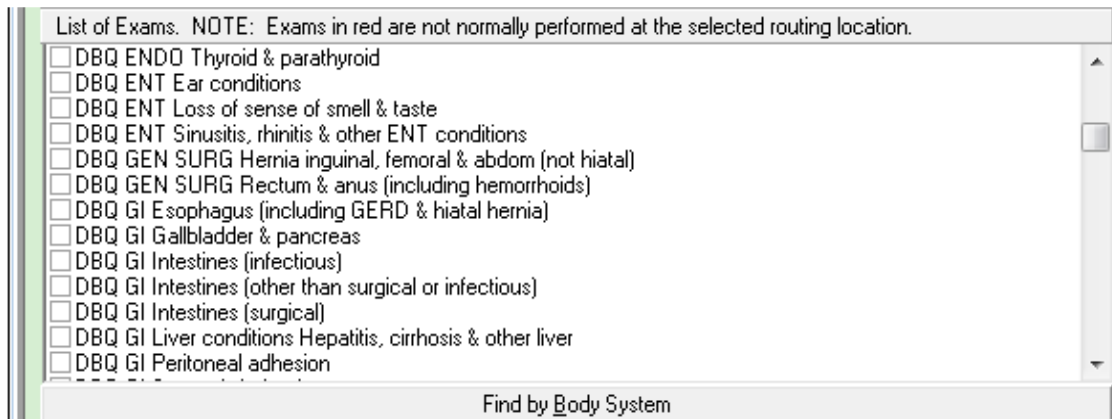 List of Exams.  NOTE:  Exams in red are not normally performed at the selected routing location.
DBQ ENDO Thyroid & parathyroid
DBQ ENT Ear conditions
DBQ ENT Loss of sense of smell & taste
DBQ ENT Sinusitis, rhinitis & other ENT conditions
DBQ GEN SURG Hernia inguinal, femoral & abdom (not hiatal)
DBQ GEN SURG Rectum & anus (including hemorrhoids)
DBQ GI Esophagus (including GERD & hiatal hernia)
DBQ GI Gallbladder & pancreas
DBQ GI Intestines (infectious)
DBQ GI Intestines (other than surgical or infectious)
DBQ GI Intestines (surgical)
DBQ GI Liver conditions Hepatitis, cirrhosis & other liver
DBQ GI Peritoneal adhesion
Find by Body System